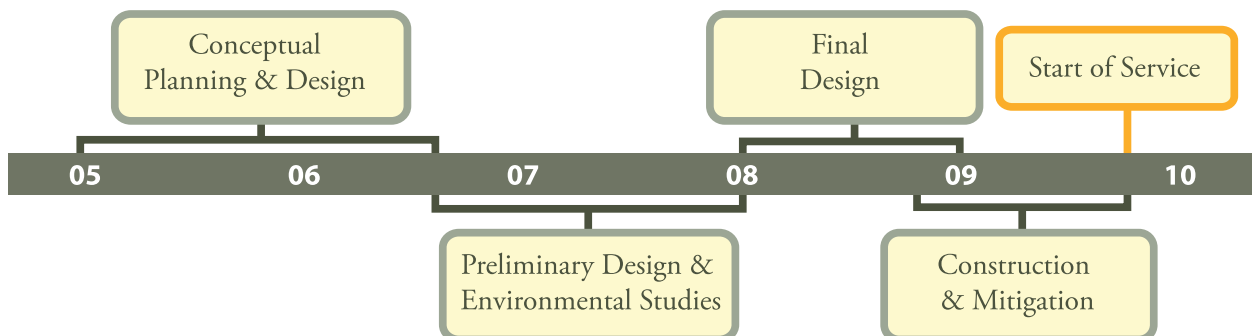 Conceptual
Planning & Design
Final
Design
Start of Service
05 06 07 08 09 10
Preliminary Design &
Environmental Studies
Construction
& Mitigation